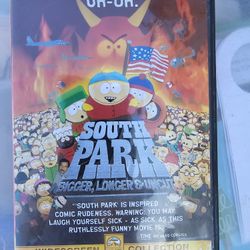 UH-OH.
SOUTH
PARK
BIGGER, LONGER & UNCUT
"SOUTH PARK IS INSPIRED
COMIC RUDENESS. WARNING: YOU MAY
LAUGH YOURSELF SICK - AS SICK AS THIS
RUTHLESSLY FUNNY MOVIE IS."
TIME
WIDESCREEN COLLECTION